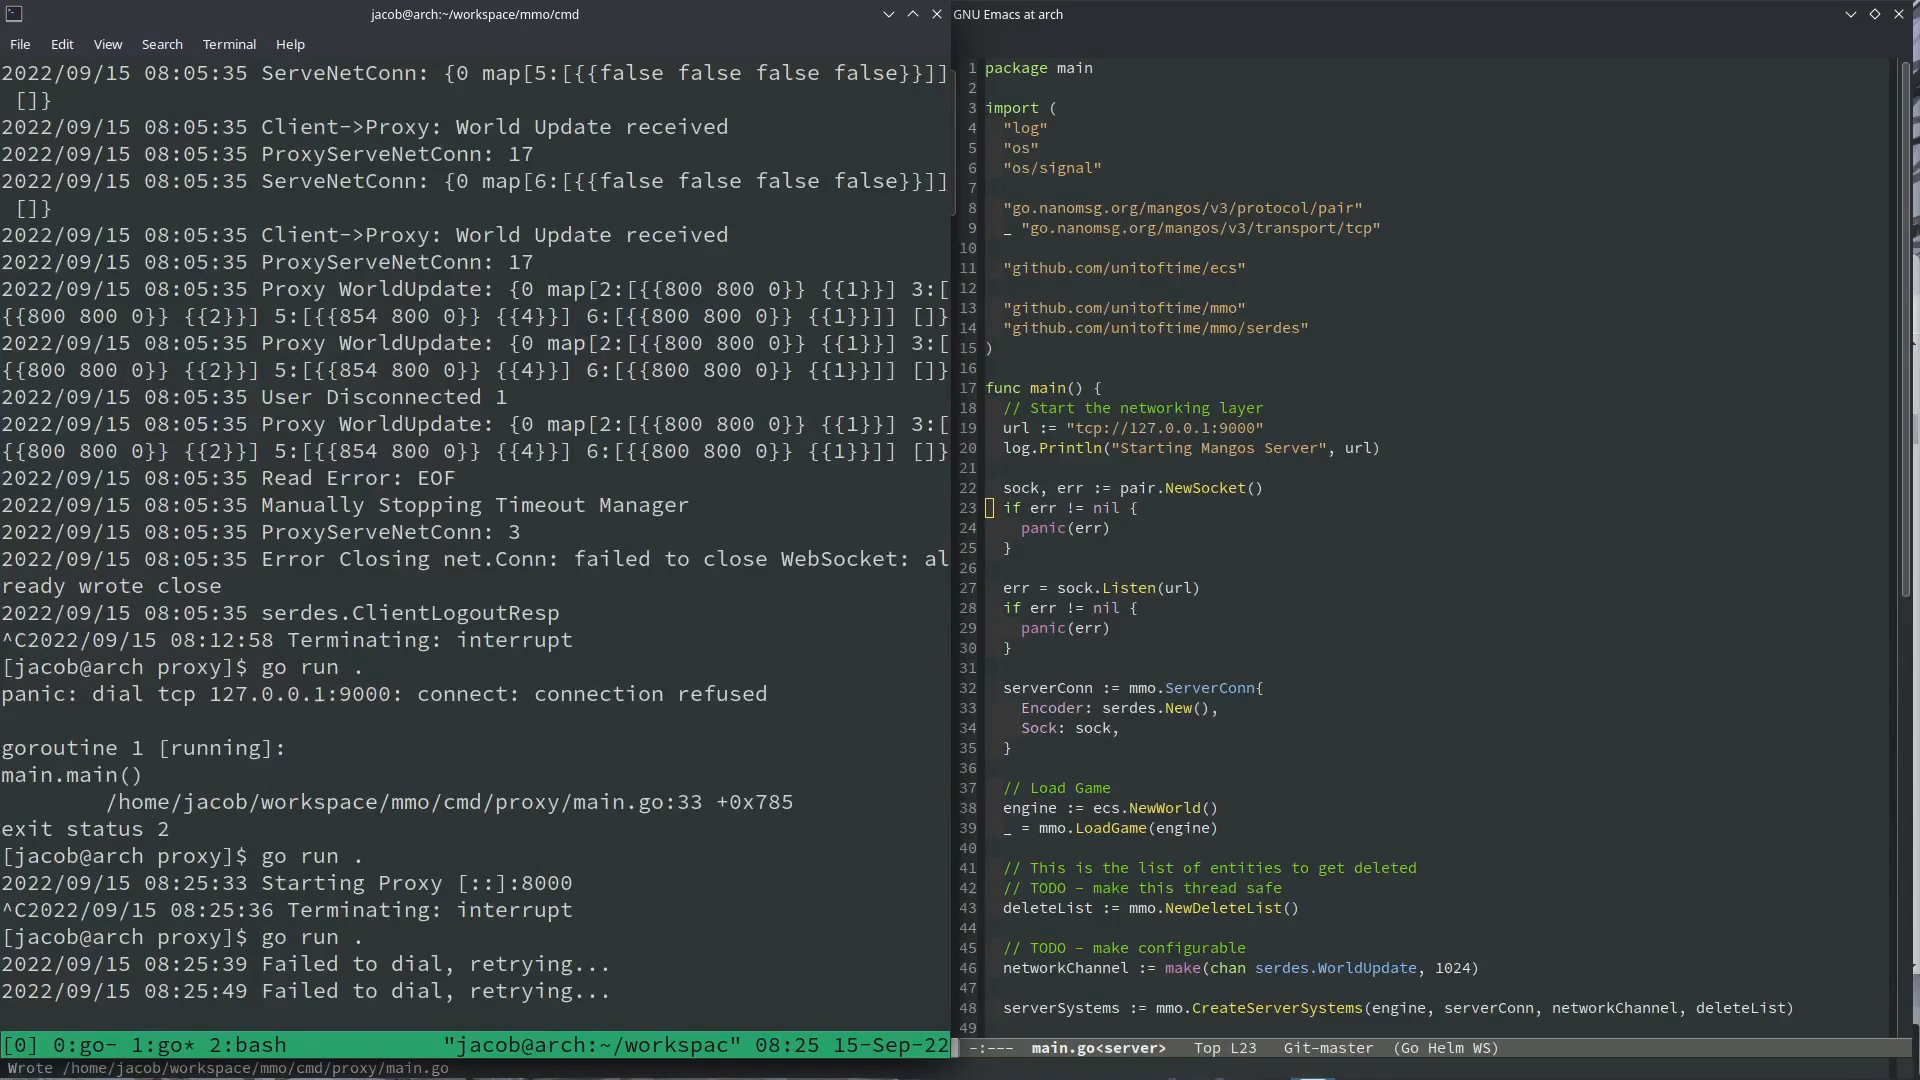 jacob@arch:~/workspace/mmo/cmd
File Edit View Search Terminal Help
2022/09/15 08:05:35 ServeNetConn: {0 map[5:[{{false false false false}}]]
[]}
2022/09/15 08:05:35 Client->Proxy: World Update received
2022/09/15 08:05:35 ProxyServeNetConn: 17
2022/09/15 08:05:35 ServeNetConn: {0 map[6:[{{false false false false}}]]
[]}
2022/09/15 08:05:35 Client->Proxy: World Update received
2022/09/15 08:05:35 ProxyServeNetConn: 17
2022/09/15 08:05:35 Proxy WorldUpdate: {0 map[2:[{{800 800 0}} {{1}}] 3:[
{{800 800 0}} {{2}}] 5:[{{854 800 0}} {{4}}] 6:[{{800 800 0}} {{1}}]] []}
2022/09/15 08:05:35 Proxy WorldUpdate: {0 map[2:[{{800 800 0}} {{1}}] 3:[
{{800 800 0}} {{2}}] 5:[{{854 800 0}} {{4}}] 6:[{{800 800 0}} {{1}}]] []}
2022/09/15 08:05:35 User Disconnected 1
2022/09/15 08:05:35 Proxy WorldUpdate: {0 map[2:[{{800 800 0}} {{1}}] 3:[
{{800 800 0}} {{2}}] 5:[{{854 800 0}} {{4}}] 6:[{{800 800 0}} {{1}}]] []}
2022/09/15 08:05:35 Read Error: EOF
2022/09/15 08:05:35 Manually Stopping Timeout Manager
2022/09/15 08:05:35 ProxyServeNetConn: 3
2022/09/15 08:05:35 Error Closing net.Conn: failed to close WebSocket: al
ready wrote close
2022/09/15 08:05:35 serdes.ClientLogoutResp
^C2022/09/15 08:12:58 Terminating: interrupt
[jacob@arch proxy]$ go run .
panic: dial tcp 127.0.0.1:9000: connect: connection refused
goroutine 1 [running]:
main.main()
/home/jacob/workspace/mmo/cmd/proxy/main.go:33 +0x785
exit status 2
[jacob@arch proxy]$ go run .
2022/09/15 08:25:33 Starting Proxy [::]:8000
^C2022/09/15 08:25:36 Terminating: interrupt
[jacob@arch proxy]$ go run .
2022/09/15 08:25:39 Failed to dial, retrying...
2022/09/15 08:25:49 Failed to dial, retrying...
[0] 0:go- 1:go* 2:bash "jacob@arch:~/workspac" 08:25 15-Sep-22
Wrote /home/jacob/workspace/mmo/cmd/proxy/main.go
GNU Emacs at arch
1 package main
2
3 import (
4 "log"
5 "os"
6 "os/signal"
7
8 "go.nanomsg.org/mangos/v3/protocol/pair"
9 _ "go.nanomsg.org/mangos/v3/transport/tcp"
10
11 "github.com/unitoftime/ecs"
12
13 "github.com/unitoftime/mmo"
14 "github.com/unitoftime/mmo/serdes"
15 )
16
17 func main() {
18 // Start the networking layer
19 url := "tcp://127.0.0.1:9000"
20 log.Println("Starting Mangos Server", url)
21
22 sock, err := pair.NewSocket()
23 if err != nil {
24 panic(err)
25 }
26
27 err = sock.Listen(url)
28 if err != nil {
29 panic(err)
30 }
31
32 serverConn := mmo.ServerConn{
33 Encoder: serdes.New(),
34 Sock: sock,
35 }
36
37 // Load Game
38 engine := ecs.NewWorld()
39 _ = mmo.LoadGame(engine)
40
41 // This is the list of entities to get deleted
42 // TODO - make this thread safe
43 deleteList := mmo.NewDeleteList()
44
45 // TODO - make configurable
46 networkChannel := make(chan serdes.WorldUpdate, 1024)
47
48 serverSystems := mmo.CreateServerSystems(engine, serverConn, networkChannel, deleteList)
49
-:--- main.go<server> Top L23 Git-master (Go Helm WS)